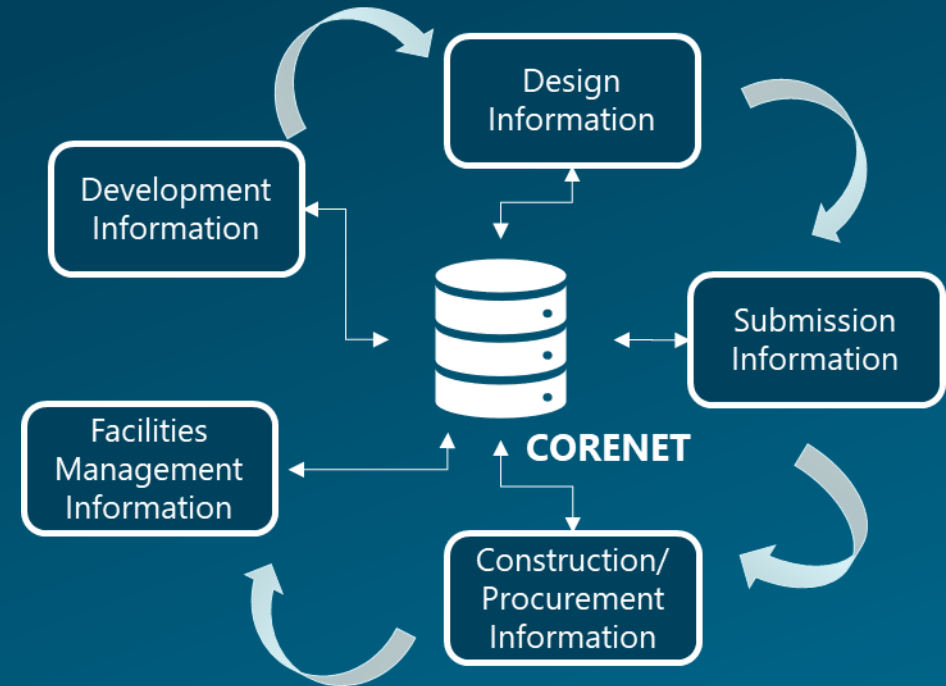 Design
Information
Development
Information
Submission
Information
Facilities
Management
Information
CORENET
Construction/
Procurement
Information